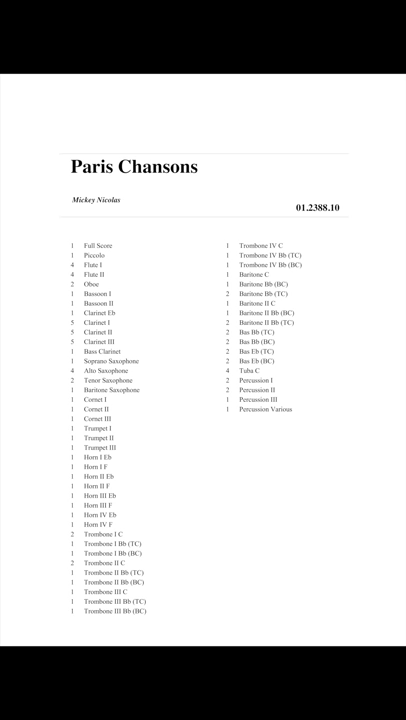 Paris Chansons
Mickey Nicolas
01.2388.10
1 Full Score
1 Piccolo
4 Flute I
4 Flute II
2 Oboe
1 Bassoon I
1 Bassoon II
1 Clarinet Eb
5 Clarinet I
5 Clarinet II
5 Clarinet III
1 Bass Clarinet
1 Soprano Saxophone
4 Alto Saxophone
2 Tenor Saxophone
1 Baritone Saxophone
1 Cornet I
1 Cornet II
1 Cornet III
1 Trumpet I
1 Trumpet II
1 Trumpet III
1 Horn I Eb
1 Horn I F
1 Horn II Eb
1 Horn II F
1 Horn III Eb
1 Horn III F
1 Horn IV Eb
1 Horn IV F
2 Trombone I C
1 Trombone I Bb (TC)
1 Trombone I Bb (BC)
2 Trombone II C
1 Trombone II Bb (TC)
1 Trombone II Bb (BC)
1 Trombone III C
1 Trombone III Bb (TC)
1 Trombone III Bb (BC)
1 Trombone IV C
1 Trombone IV Bb (TC)
1 Trombone IV Bb (BC)
1 Baritone C
1 Baritone Bb (BC)
2 Baritone Bb (TC)
1 Baritone II C
1 Baritone II Bb (BC)
2 Baritone II Bb (TC)
2 Bas Bb (TC)
2 Bas Bb (BC)
2 Bas Eb (TC)
2 Bas Eb (BC)
4 Tuba C
2 Percussion I
2 Percussion II
1 Percussion III
1 Percussion Various